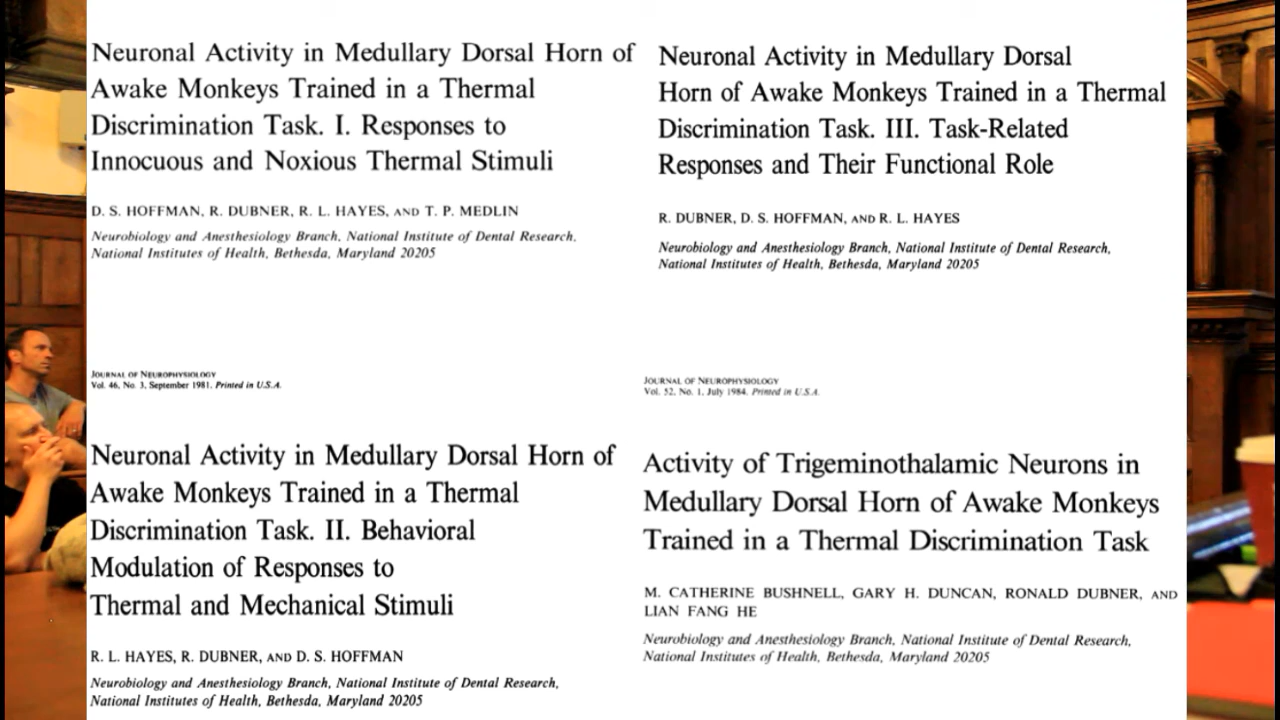 Neuronal Activity in Medullary Dorsal Horn of
Awake Monkeys Trained in a Thermal
Discrimination Task. I. Responses to
Innocuous and Noxious Thermal Stimuli
D. S. HOFFMAN, R. DUBNER, R. L. HAYES, AND T. P. MEDLIN
Neurobiology and Anesthesiology Branch, National Institute of Dental Research,
National Institutes of Health, Bethesda, Maryland 20205
JOURNAL OF NEUROPHYSIOLOGY
Vol. 46, No. 3, September 1981. Printed in U.S.A.
Neuronal Activity in Medullary Dorsal Horn of
Awake Monkeys Trained in a Thermal
Discrimination Task. II. Behavioral
Modulation of Responses to
Thermal and Mechanical Stimuli
R. L. HAYES, R. DUBNER, AND D. S. HOFFMAN
Neurobiology and Anesthesiology Branch, National Institute of Dental Research,
National Institutes of Health, Bethesda, Maryland 20205
Neuronal Activity in Medullary Dorsal
Horn of Awake Monkeys Trained in a Thermal
Discrimination Task. III. Task-Related
Responses and Their Functional Role
R. DUBNER, D. S. HOFFMAN, AND R. L. HAYES
Neurobiology and Anesthesiology Branch, National Institute of Dental Research,
National Institutes of Health, Bethesda, Maryland 20205
JOURNAL OF NEUROPHYSIOLOGY
Vol. 52, No. 1, July 1984. Printed in U.S.A.
Activity of Trigeminothalamic Neurons in
Medullary Dorsal Horn of Awake Monkeys
Trained in a Thermal Discrimination Task
M. CATHERINE BUSHNELL, GARY H. DUNCAN, RONALD DUBNER, AND
LIAN FANG HE
Neurobiology and Anesthesiology Branch, National Institute of Dental Research,
National Institutes of Health, Bethesda, Maryland 20205